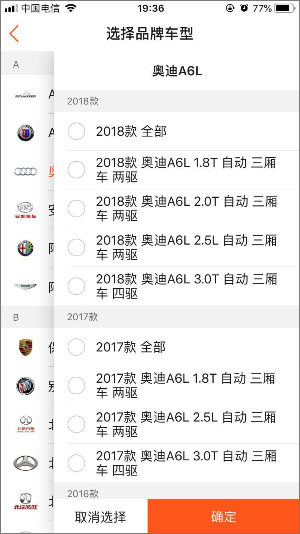 中国电信
19:36
77%
选择品牌车型
A
奥迪A6L
2018款
2018款 全部
2018款 奥迪A6L 1.8T 自动 三厢
车 两驱
2018款 奥迪A6L 2.0T 自动 三厢
车 两驱
2018款 奥迪A6L 2.5L 自动 三厢
车 两驱
2018款 奥迪A6L 3.0T 自动 三厢
车 四驱
B
2017款
2017款 全部
2017款 奥迪A6L 1.8T 自动 三厢
车 两驱
2017款 奥迪A6L 2.5L 自动 三厢
车 两驱
2017款 奥迪A6L 3.0T 自动 三厢
车 四驱
2016款
取消选择
确定